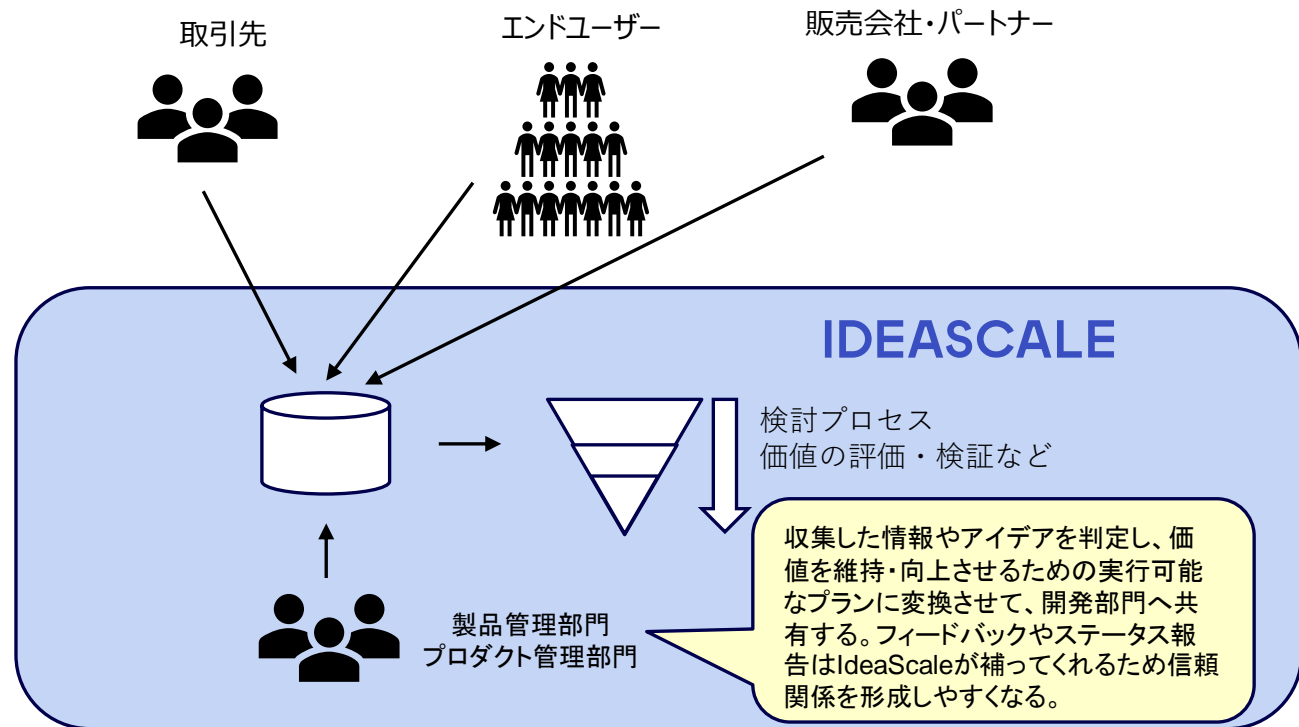 取引先
エンドユーザー
販売会社・パートナー
IDEASCALE
検討プロセス
価値の評価・検証など
収集した情報やアイデアを判定し、価
値を維持・向上させるための実行可能
なプランに変換させて、開発部門へ共
有する。フィードバックやステータス報
告はIdeaScaleが補ってくれるため信頼
関係を形成しやすくなる。
製品管理部門
プロダクト管理部門